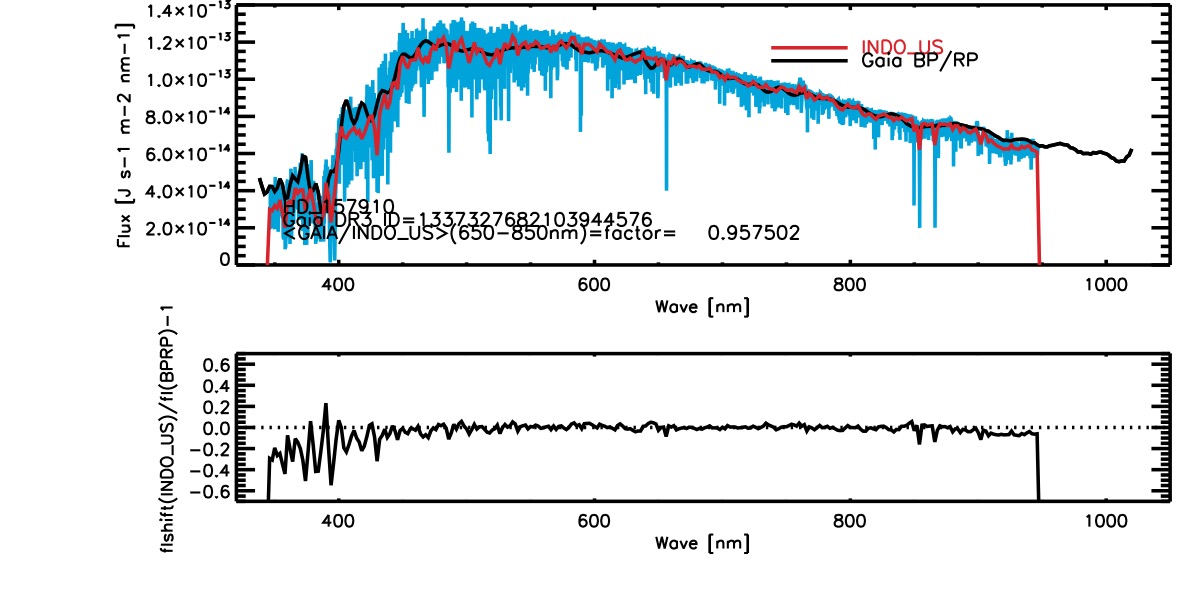 1.4×10⁻¹³
1.2×10⁻¹³
1.0×10⁻¹³
8.0×10⁻¹⁴
6.0×10⁻¹⁴
4.0×10⁻¹⁴
2.0×10⁻¹⁴
0
Flux [J s−1 m−2 nm−1]
INDO_US
Gaia BP/RP
HD_157910
Gaia DR3 ID=1337327682103944576
<GAIA/INDO_US>(650−850nm)=factor= 0.957502
400 600 800 1000
Wave [nm]
flshift(INDO_US)/fl(BPRP)−1
0.6
0.4
0.2
0.0
−0.2
−0.4
−0.6
400 600 800 1000
Wave [nm]